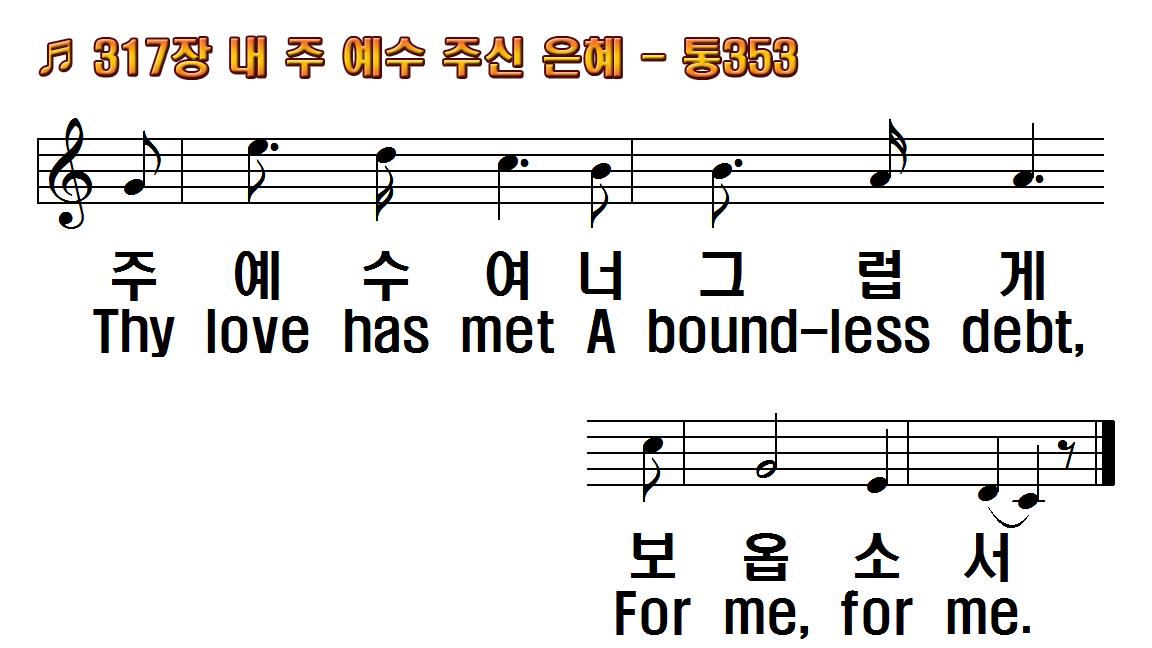 ♬ 317장 내 주 예수 주신 은혜 - 통353
주 예 수 여 너 그 럽 게
Thy love has met A bound-less debt,
보 옵 소 서
For me, for me.